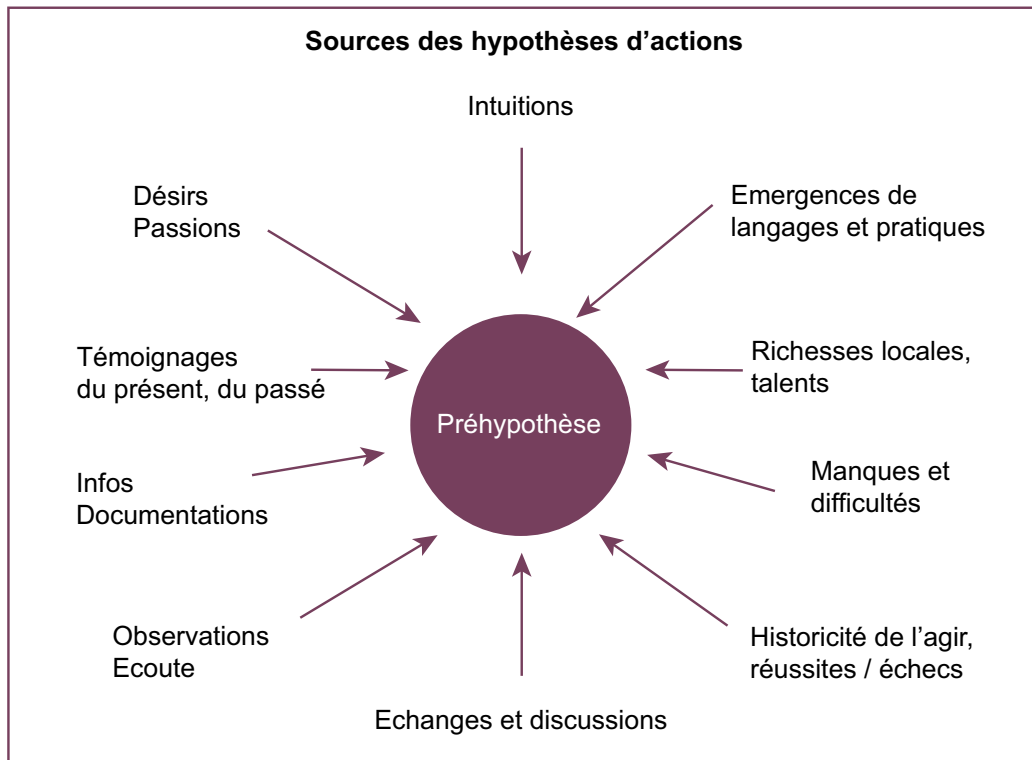 Sources des hypothèses d'actions
Intuitions
Désirs
Passions
Emergences de
langages et pratiques
Témoignages
du présent, du passé
Richesses locales,
talents
Préhypothèse
Infos
Documentations
Manques et
difficultés
Observations
Ecoute
Historicité de l'agir,
réussites / échecs
Echanges et discussions